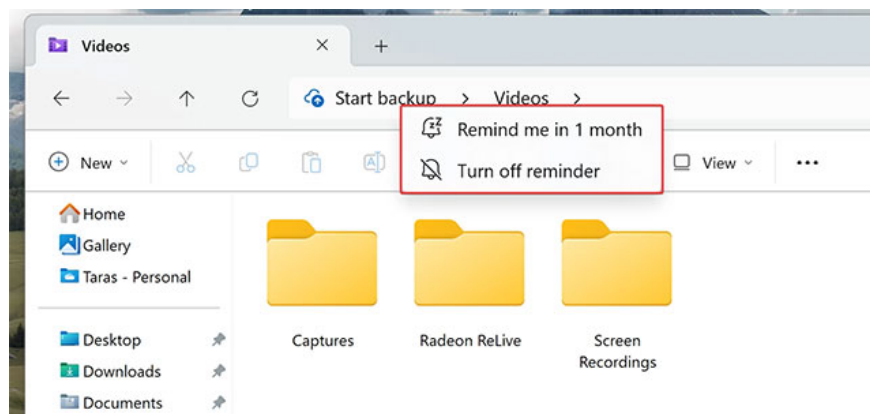 Videos
Start backup > Videos >
Remind me in 1 month
Turn off reminder
New
View
Home
Gallery
Taras - Personal
Desktop
Downloads
Documents
Captures
Radeon ReLive
Screen
Recordings